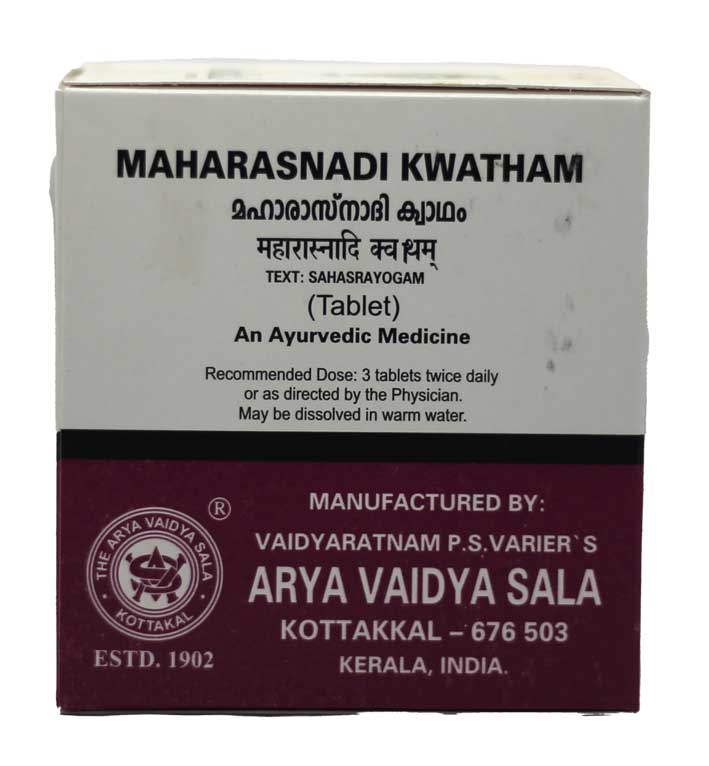 MAHARASNADI KWATHAM
മഹാരാസ്നാദി ക്വാഥം
महारास्नादि क्वाथम्
TEXT: SAHASRAYOGAM
(Tablet)
An Ayurvedic Medicine
Recommended Dose: 3 tablets twice daily
or as directed by the Physician.
May be dissolved in warm water.
MANUFACTURED BY:
VAIDYARATNAM P.S.VARIER`S
ARYA VAIDYA SALA
KOTTAKKAL – 676 503
KERALA, INDIA.
®
THE ARYA VAIDYA SALA
KOTTAKAL
ESTD. 1902